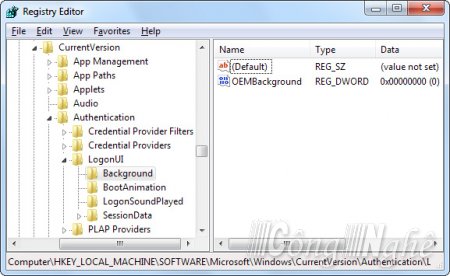 Registry Editor
File Edit View Favorites Help
CurrentVersion
App Management
App Paths
Applets
Audio
Authentication
Credential Provider Filters
Credential Providers
LogonUI
Background
BootAnimation
LogonSoundPlayed
SessionData
PLAP Providers
Name Type Data
ab (Default) REG_SZ (value not set)
OEMBackground REG_DWORD 0x00000000 (0)
Công Nghệ
Computer\HKEY_LOCAL_MACHINE\SOFTWARE\Microsoft\Windows\CurrentVersion\Authentication\L